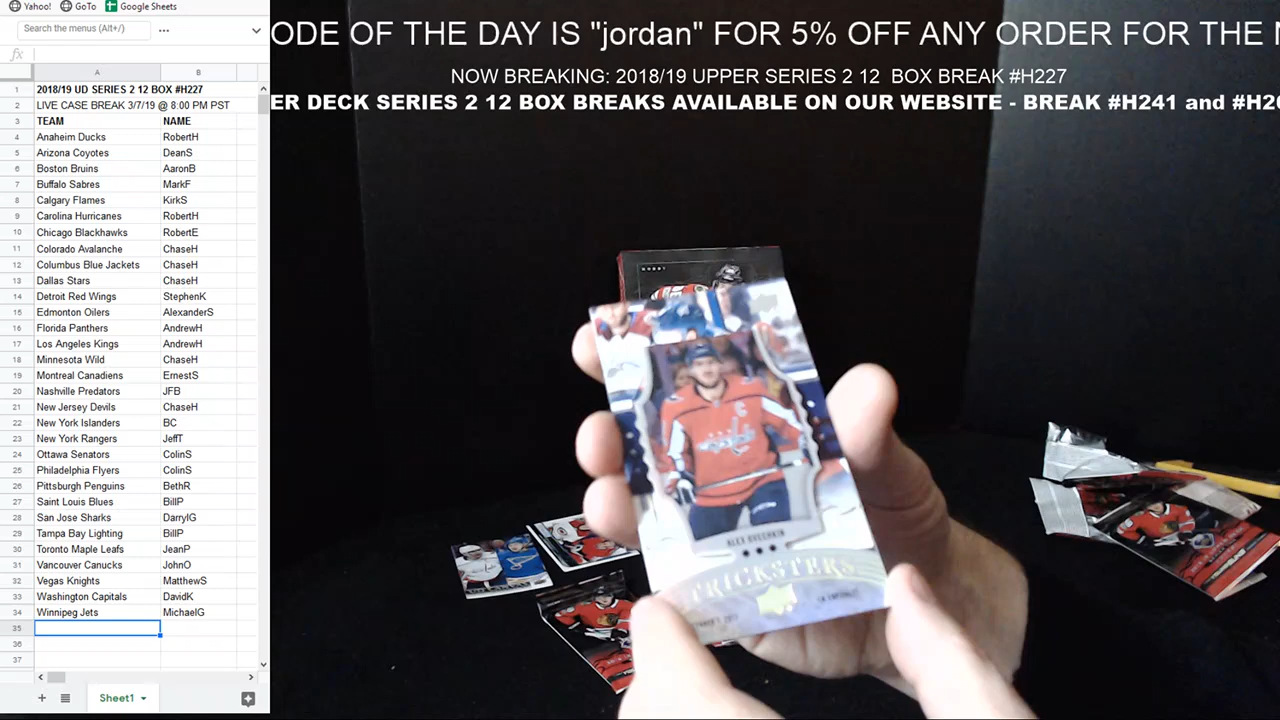 Yahoo!
GoTo
Google Sheets
Search the menus (Alt+/)
fx
A B
1 2018/19 UD SERIES 2 12 BOX #H227
2 LIVE CASE BREAK 3/7/19 @ 8:00 PM PST
3 TEAM NAME
4 Anaheim Ducks RobertH
5 Arizona Coyotes DeanS
6 Boston Bruins AaronB
7 Buffalo Sabres MarkF
8 Calgary Flames KirkS
9 Carolina Hurricanes RobertH
10 Chicago Blackhawks RobertE
11 Colorado Avalanche ChaseH
12 Columbus Blue Jackets ChaseH
13 Dallas Stars ChaseH
14 Detroit Red Wings StephenK
15 Edmonton Oilers AlexanderS
16 Florida Panthers AndrewH
17 Los Angeles Kings AndrewH
18 Minnesota Wild ChaseH
19 Montreal Canadiens ErnestS
20 Nashville Predators JFB
21 New Jersey Devils ChaseH
22 New York Islanders BC
23 New York Rangers JeffT
24 Ottawa Senators ColinS
25 Philadelphia Flyers ColinS
26 Pittsburgh Penguins BethR
27 Saint Louis Blues BillP
28 San Jose Sharks DarrylG
29 Tampa Bay Lighting BillP
30 Toronto Maple Leafs JeanP
31 Vancouver Canucks JohnO
32 Vegas Knights MatthewS
33 Washington Capitals DavidK
34 Winnipeg Jets MichaelG
35
36
37
Sheet1
ODE OF THE DAY IS "jordan" FOR 5% OFF ANY ORDER FOR THE
NOW BREAKING: 2018/19 UPPER SERIES 2 12 BOX BREAK #H227
ER DECK SERIES 2 12 BOX BREAKS AVAILABLE ON OUR WEBSITE - BREAK #H241 and #H2
HOBBY
ALEX OVECHKIN
TRICKSTERS